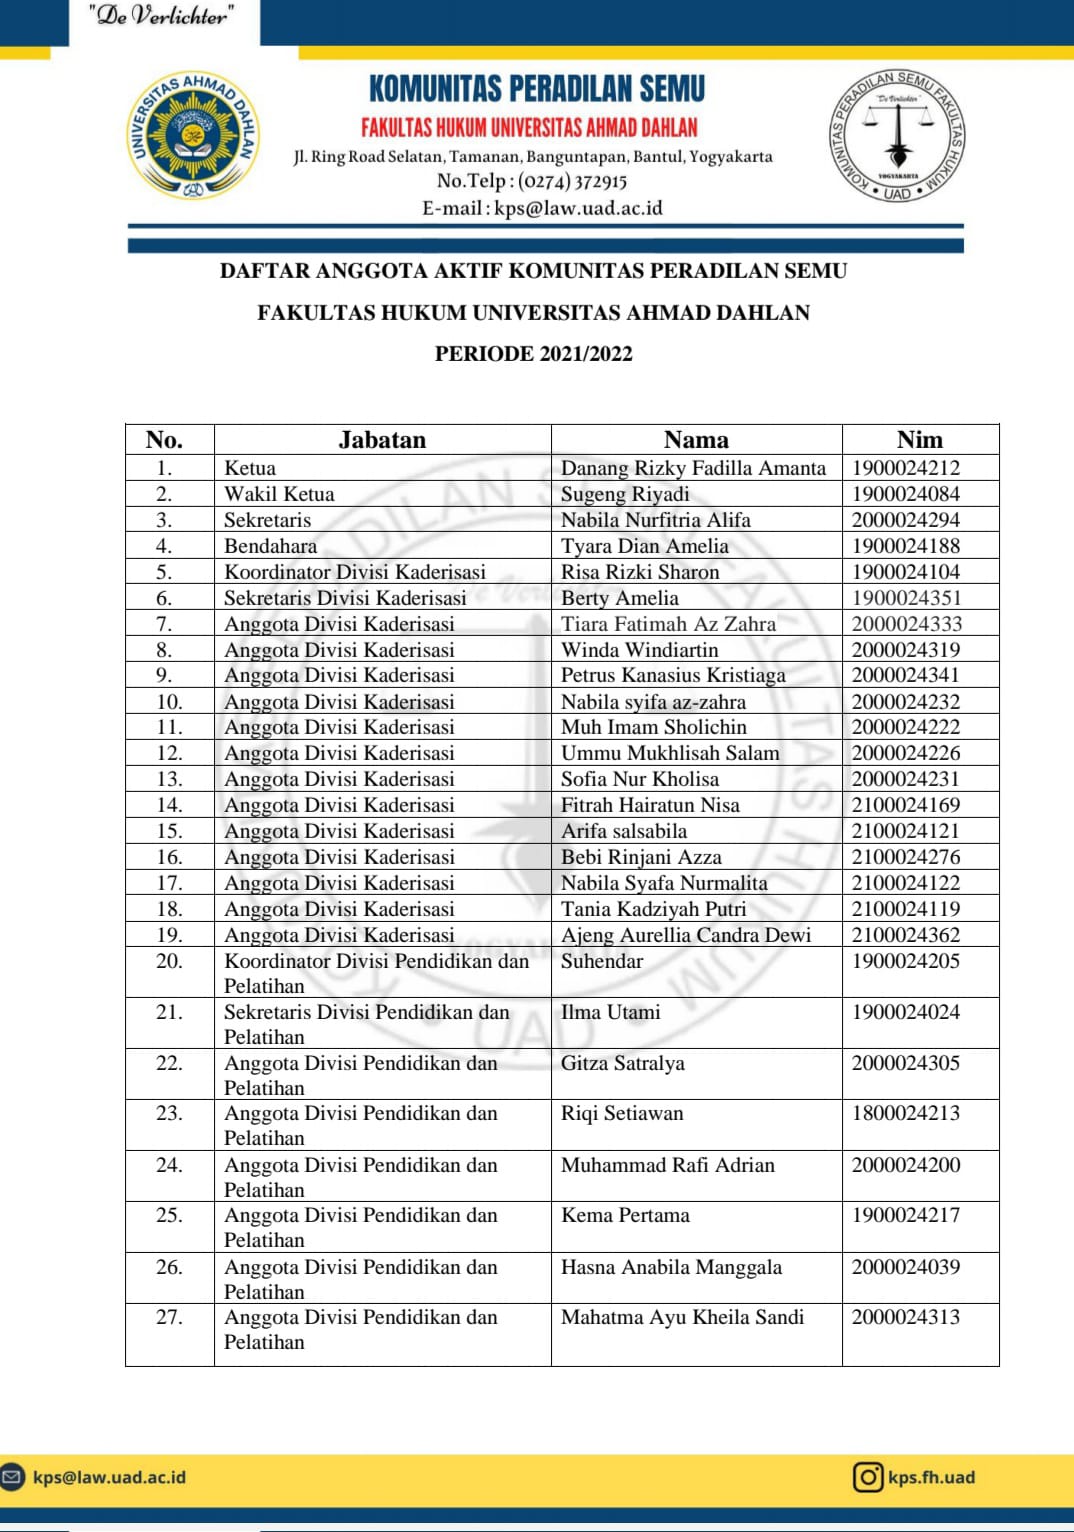 "De Verlichter"
UNIVERSITAS AHMAD DAHLAN
KOMUNITAS PERADILAN SEMU
FAKULTAS HUKUM UNIVERSITAS AHMAD DAHLAN
Jl. Ring Road Selatan, Tamanan, Banguntapan, Bantul, Yogyakarta
No.Telp : (0274) 372915
E-mail : kps@law.uad.ac.id
KOMUNITAS PERADILAN SEMU FAKULTAS HUKUM
"De Verlichter"
YOGYAKARTA
• UAD •
DAFTAR ANGGOTA AKTIF KOMUNITAS PERADILAN SEMU
FAKULTAS HUKUM UNIVERSITAS AHMAD DAHLAN
PERIODE 2021/2022
No. Jabatan Nama Nim
1. Ketua Danang Rizky Fadilla Amanta 1900024212
2. Wakil Ketua Sugeng Riyadi 1900024084
3. Sekretaris Nabila Nurfitria Alifa 2000024294
4. Bendahara Tyara Dian Amelia 1900024188
5. Koordinator Divisi Kaderisasi Risa Rizki Sharon 1900024104
6. Sekretaris Divisi Kaderisasi Berty Amelia 1900024351
7. Anggota Divisi Kaderisasi Tiara Fatimah Az Zahra 2000024333
8. Anggota Divisi Kaderisasi Winda Windiartin 2000024319
9. Anggota Divisi Kaderisasi Petrus Kanasius Kristiaga 2000024341
10. Anggota Divisi Kaderisasi Nabila syifa az-zahra 2000024232
11. Anggota Divisi Kaderisasi Muh Imam Sholichin 2000024222
12. Anggota Divisi Kaderisasi Ummu Mukhlisah Salam 2000024226
13. Anggota Divisi Kaderisasi Sofia Nur Kholisa 2000024231
14. Anggota Divisi Kaderisasi Fitrah Hairatun Nisa 2100024169
15. Anggota Divisi Kaderisasi Arifa salsabila 2100024121
16. Anggota Divisi Kaderisasi Bebi Rinjani Azza 2100024276
17. Anggota Divisi Kaderisasi Nabila Syafa Nurmalita 2100024122
18. Anggota Divisi Kaderisasi Tania Kadziyah Putri 2100024119
19. Anggota Divisi Kaderisasi Ajeng Aurellia Candra Dewi 2100024362
20. Koordinator Divisi Pendidikan dan Suhendar 1900024205
Pelatihan
21. Sekretaris Divisi Pendidikan dan Ilma Utami 1900024024
Pelatihan
22. Anggota Divisi Pendidikan dan Gitza Satralya 2000024305
Pelatihan
23. Anggota Divisi Pendidikan dan Riqi Setiawan 1800024213
Pelatihan
24. Anggota Divisi Pendidikan dan Muhammad Rafi Adrian 2000024200
Pelatihan
25. Anggota Divisi Pendidikan dan Kema Pertama 1900024217
Pelatihan
26. Anggota Divisi Pendidikan dan Hasna Anabila Manggala 2000024039
Pelatihan
27. Anggota Divisi Pendidikan dan Mahatma Ayu Kheila Sandi 2000024313
Pelatihan
kps@law.uad.ac.id
kps.fh.uad